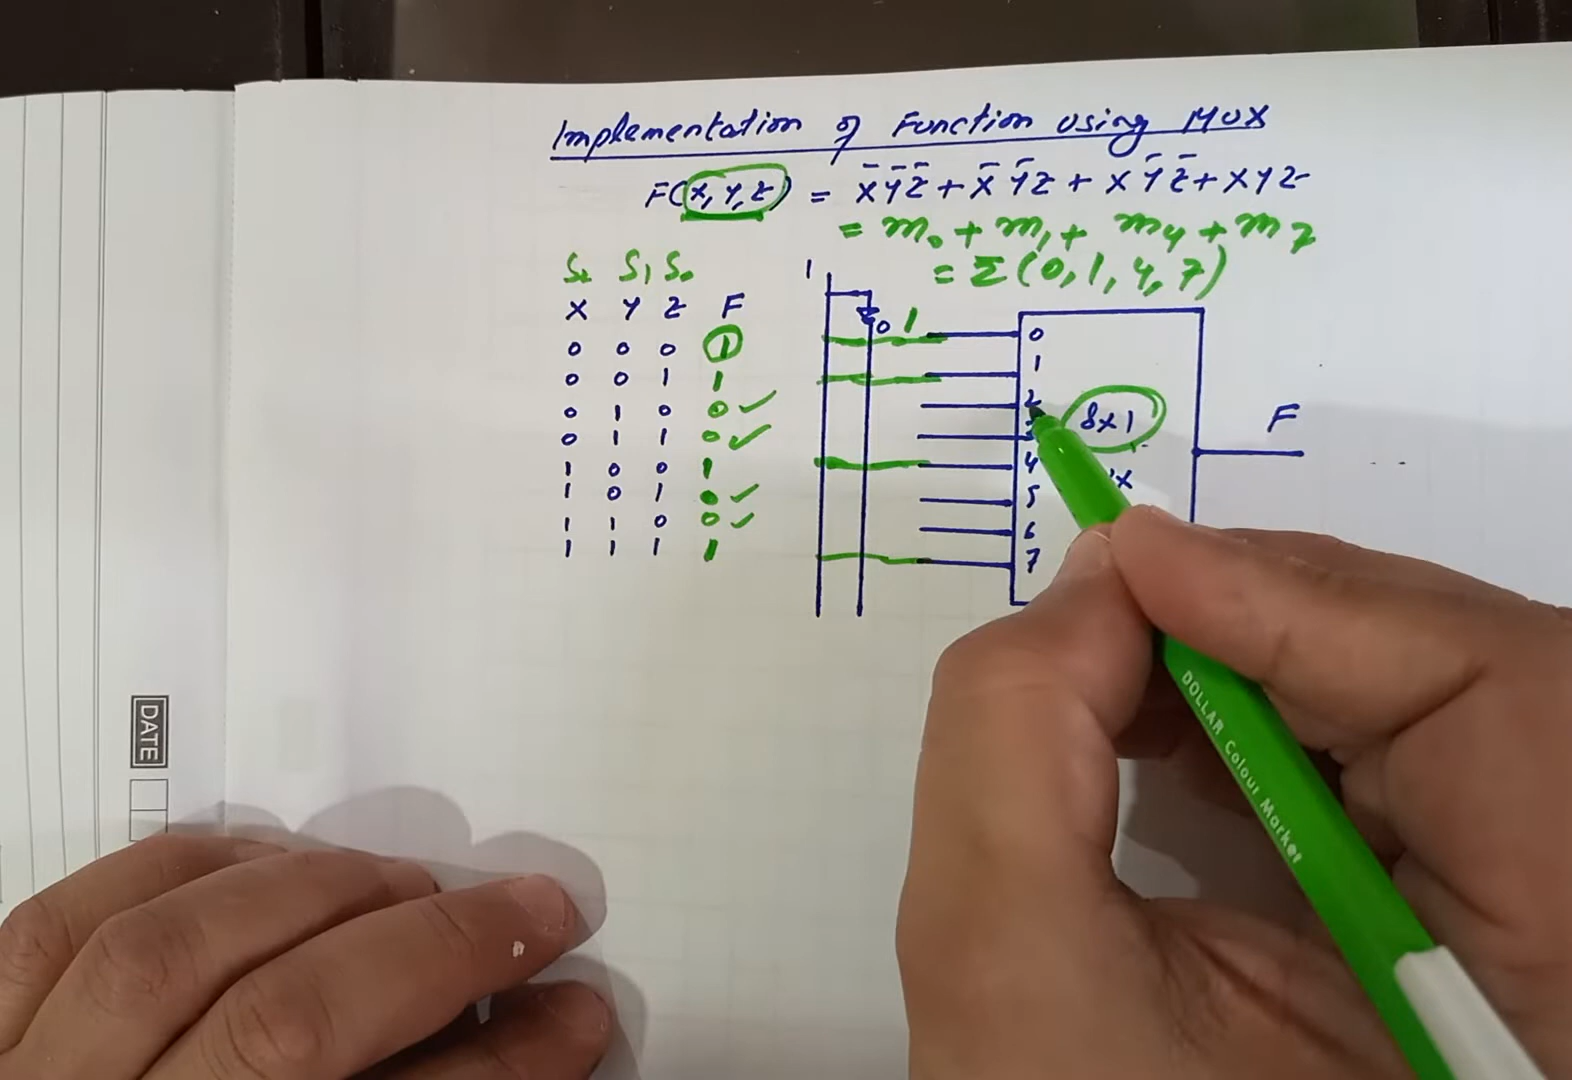 Implementation of Function using MUX
F(X, Y, Z) = X̄ȲZ̄ + X̄ȲZ + XȲZ̄ + XYZ
= m₀ + m₁ + m₄ + m₇
= Σ(0, 1, 4, 7)
S₂ S₁ S₀
X Y Z F
0 0 0 1
0 0 1 1
0 1 0 0 ✓
0 1 1 0 ✓
1 0 0 1
1 0 1 0 ✓
1 1 0 0 ✓
1 1 1 1
1
0 1
0
1
2
3
4
5
6
7
8x1
F
DATE
DOLLAR Colour Marker